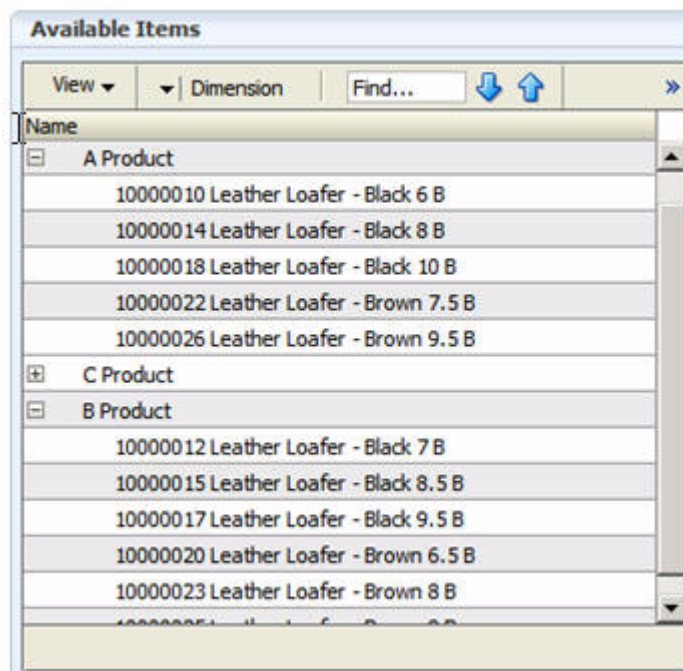 Available Items
View Dimension Find... »
Name
A Product
10000010 Leather Loafer - Black 6 B
10000014 Leather Loafer - Black 8 B
10000018 Leather Loafer - Black 10 B
10000022 Leather Loafer - Brown 7.5 B
10000026 Leather Loafer - Brown 9.5 B
C Product
B Product
10000012 Leather Loafer - Black 7 B
10000015 Leather Loafer - Black 8.5 B
10000017 Leather Loafer - Black 9.5 B
10000020 Leather Loafer - Brown 6.5 B
10000023 Leather Loafer - Brown 8 B